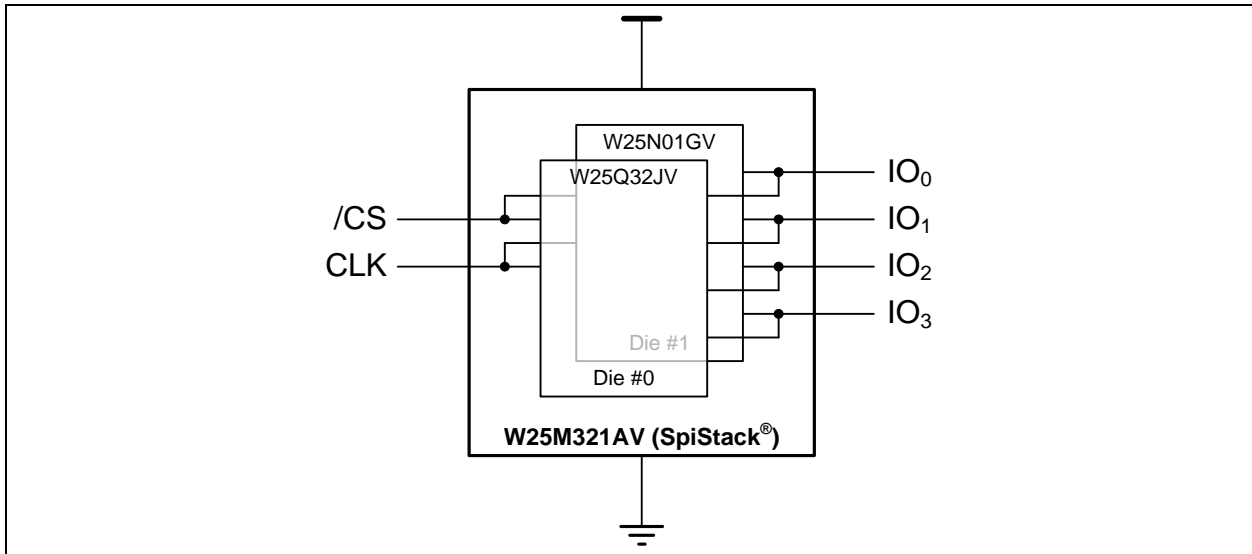 W25N01GV
W25Q32JV
IO₀
/CS
IO₁
CLK
IO₂
IO₃
Die #1
Die #0
W25M321AV (SpiStack®)